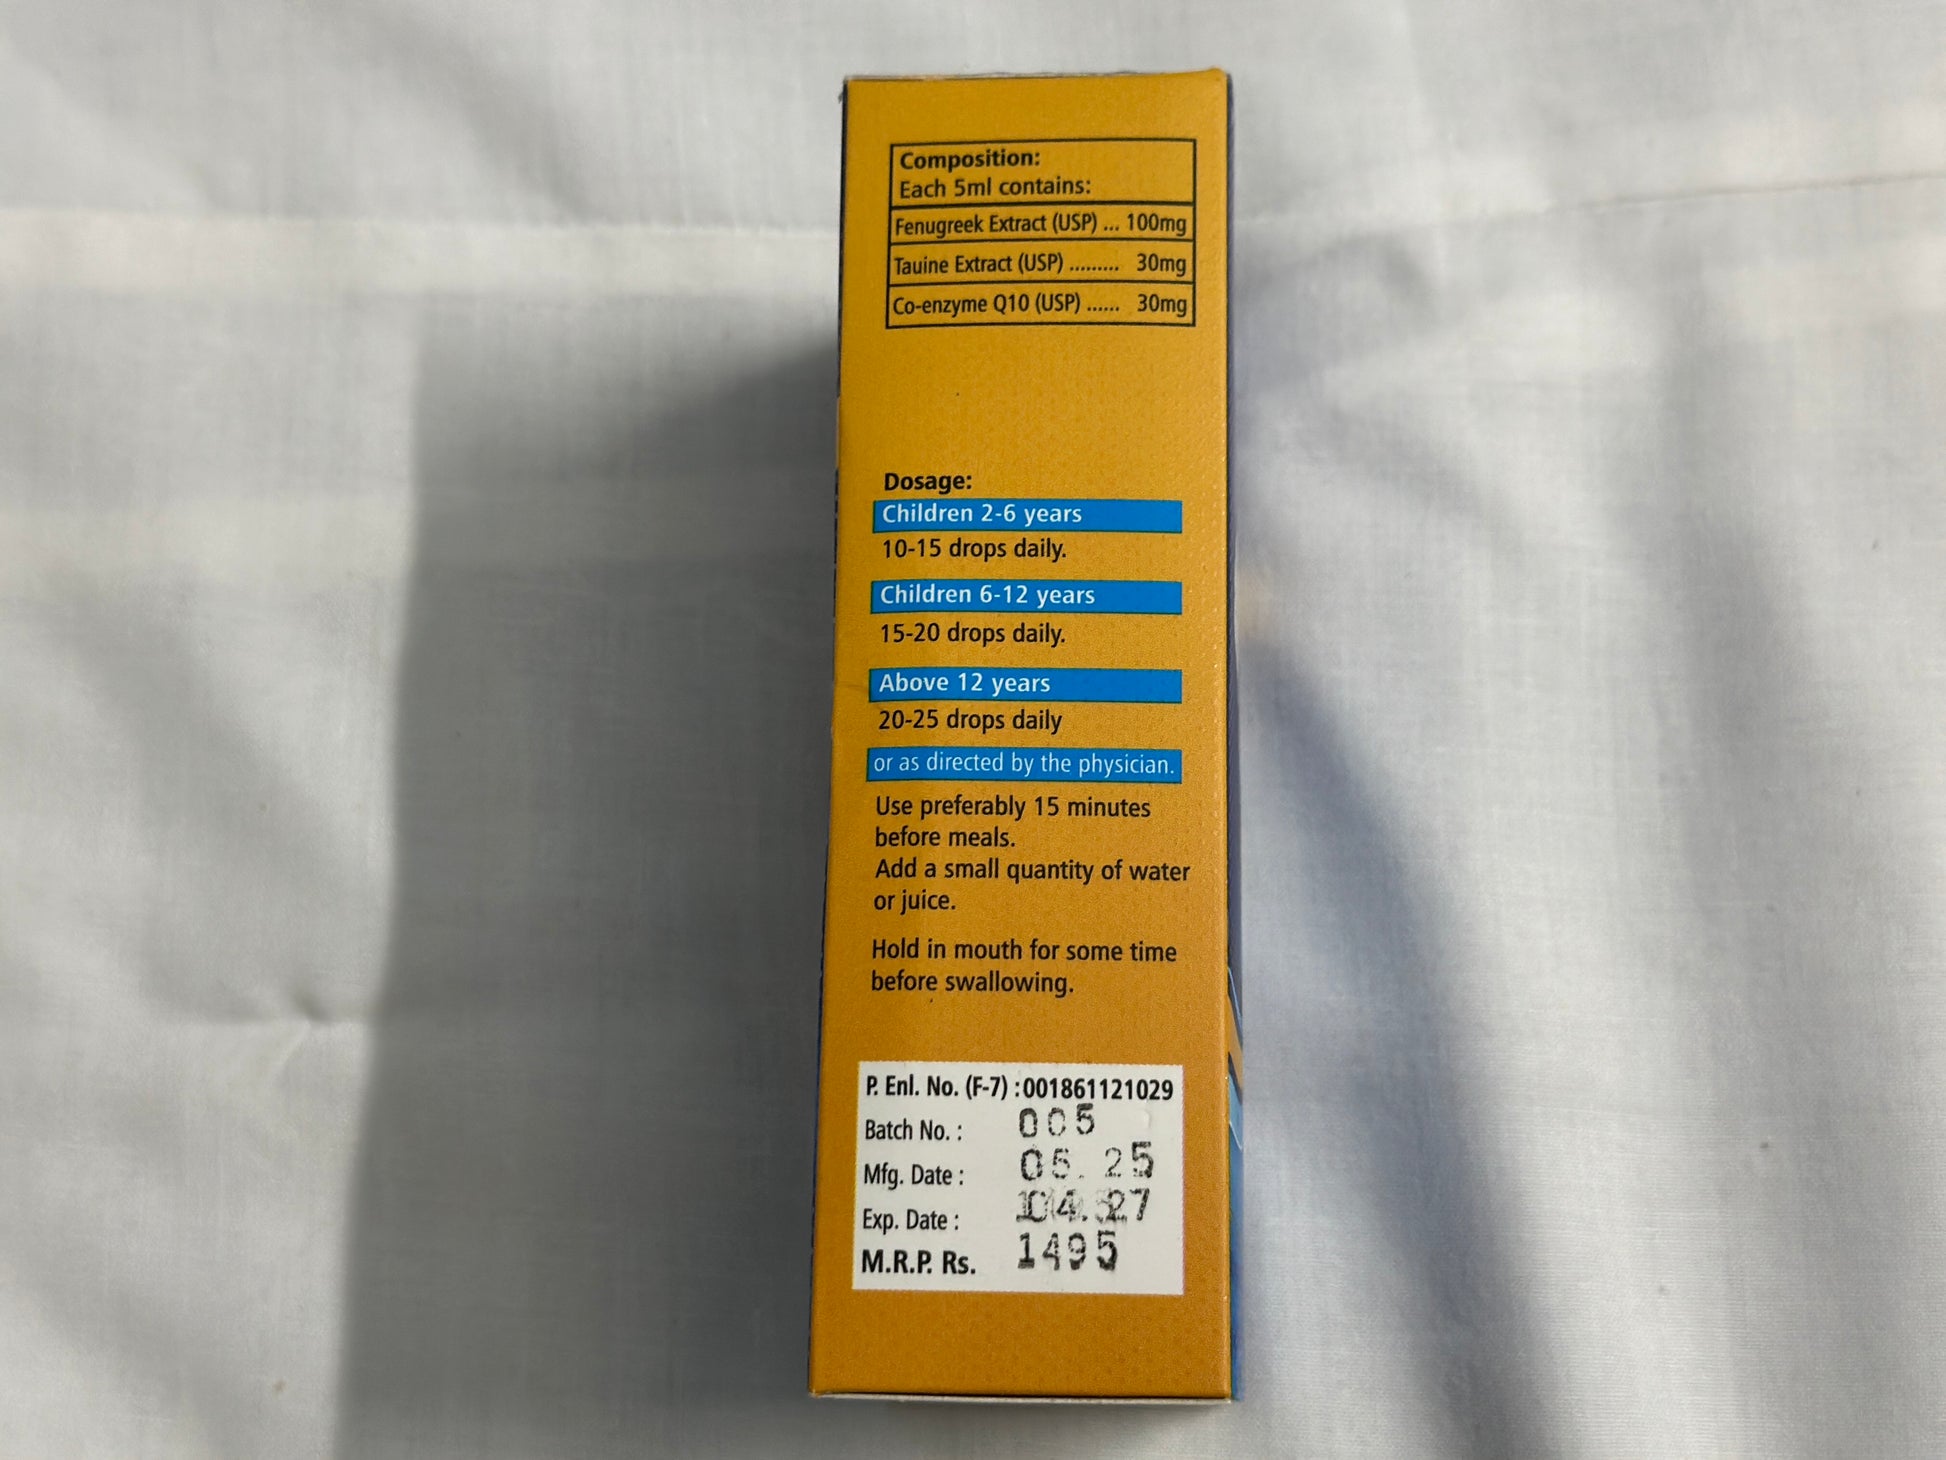 Composition:
Each 5ml contains:
Fenugreek Extract (USP) ... 100mg
Tauine Extract (USP) ......... 30mg
Co-enzyme Q10 (USP) ...... 30mg
Dosage:
Children 2-6 years
10-15 drops daily.
Children 6-12 years
15-20 drops daily.
Above 12 years
20-25 drops daily
or as directed by the physician.
Use preferably 15 minutes
before meals.
Add a small quantity of water
or juice.
Hold in mouth for some time
before swallowing.
P. Enl. No. (F-7) :001861121029
Batch No. : 005
Mfg. Date : 05.25
Exp. Date : 04.27
M.R.P. Rs. 1495